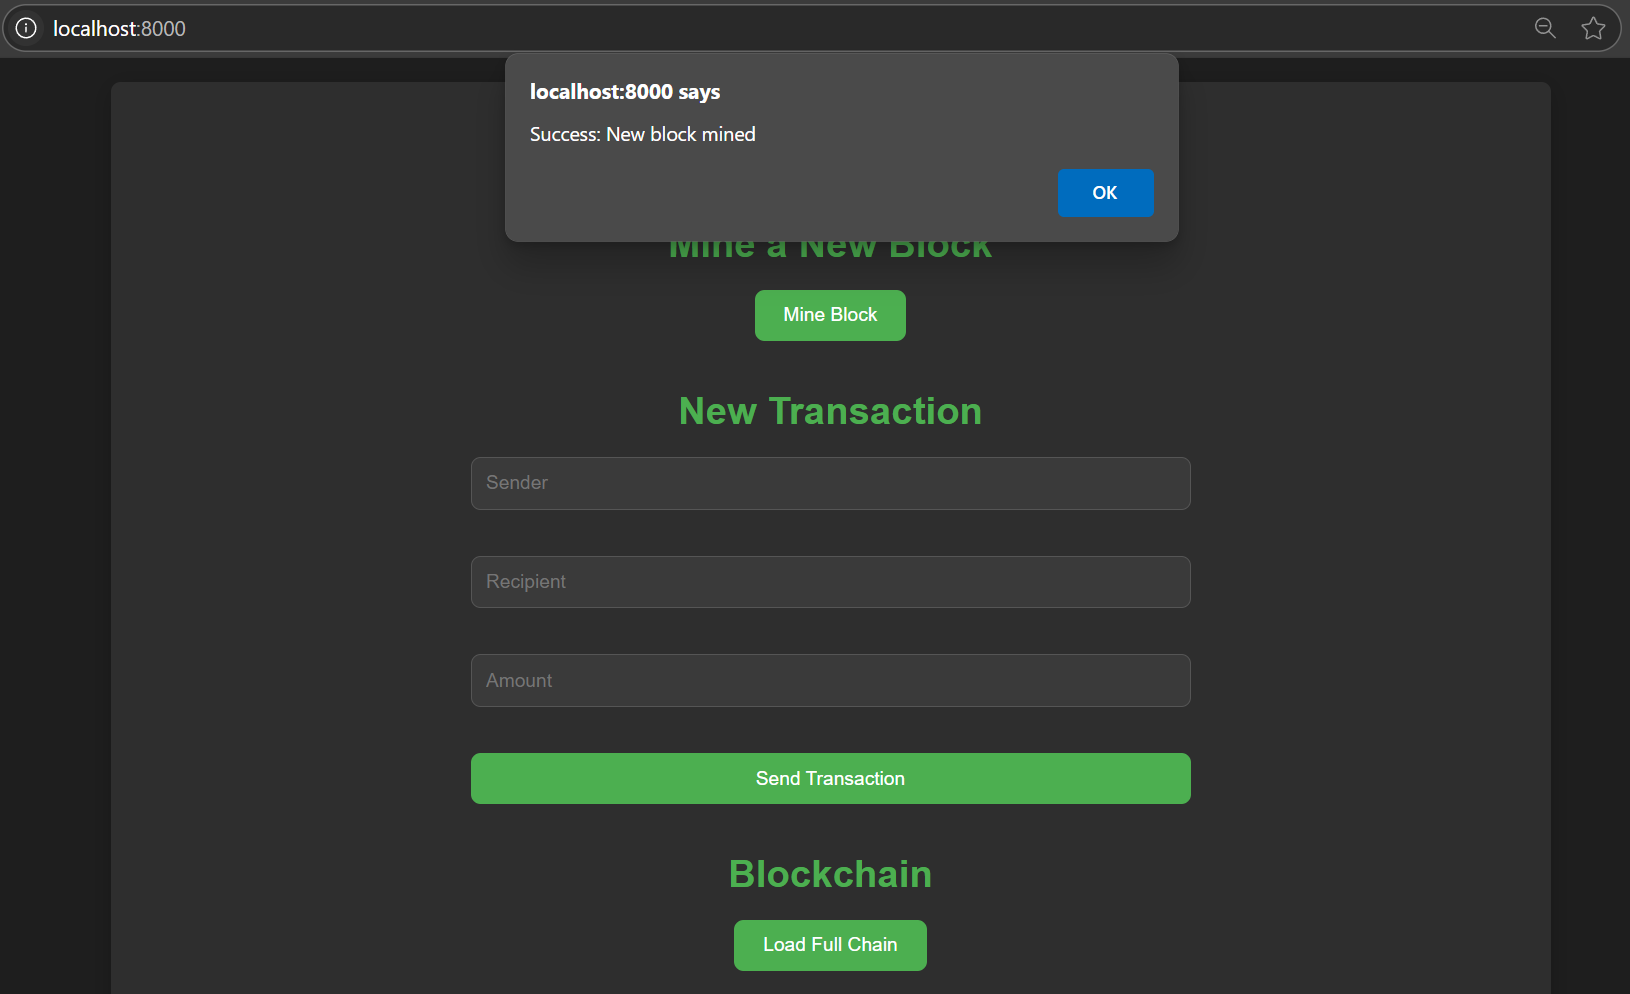 localhost:8000
localhost:8000 says
Success: New block mined
OK
Mine a New Block
Mine Block
New Transaction
Sender
Recipient
Amount
Send Transaction
Blockchain
Load Full Chain